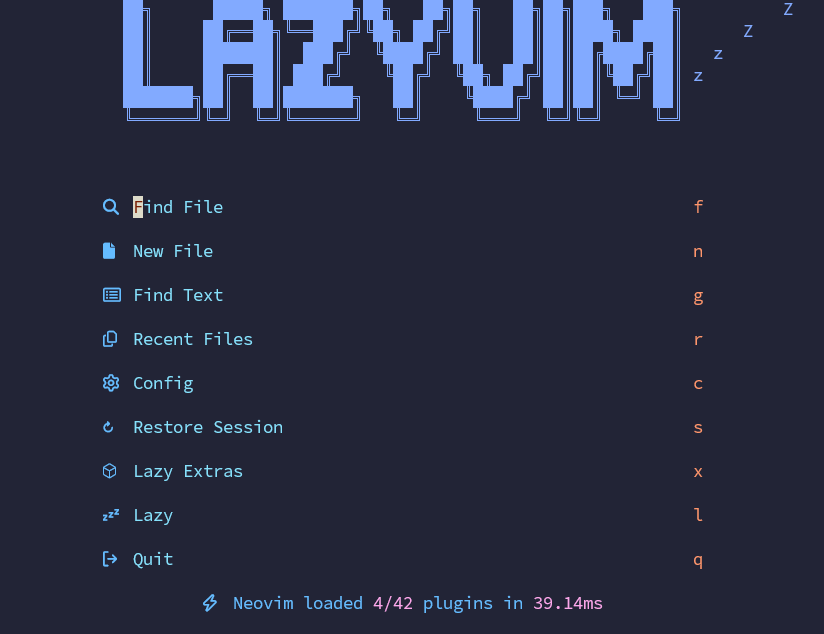 LAZYVIM
Z
Z
z
z
Find File f
New File n
Find Text g
Recent Files r
Config c
Restore Session s
Lazy Extras x
Lazy l
Quit q
Neovim loaded 4/42 plugins in 39.14ms